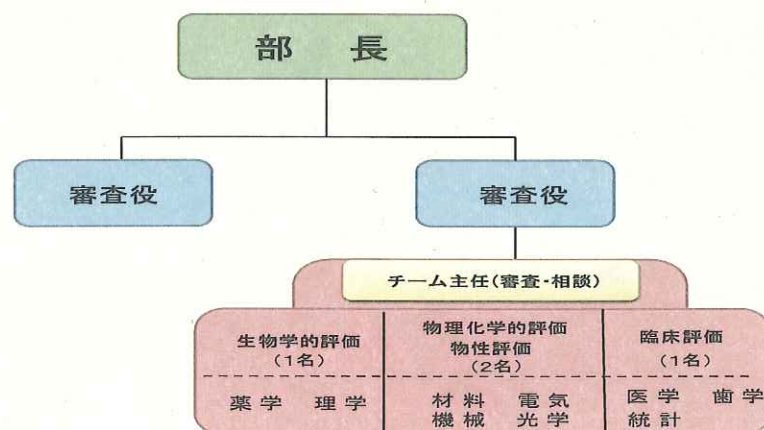 部 長
審査役
審査役
チーム主任(審査・相談)
生物学的評価
(1名)
薬学 理学
物理化学的評価
物性評価
(2名)
材料 電気
機械 光学
臨床評価
(1名)
医学 歯学
統計